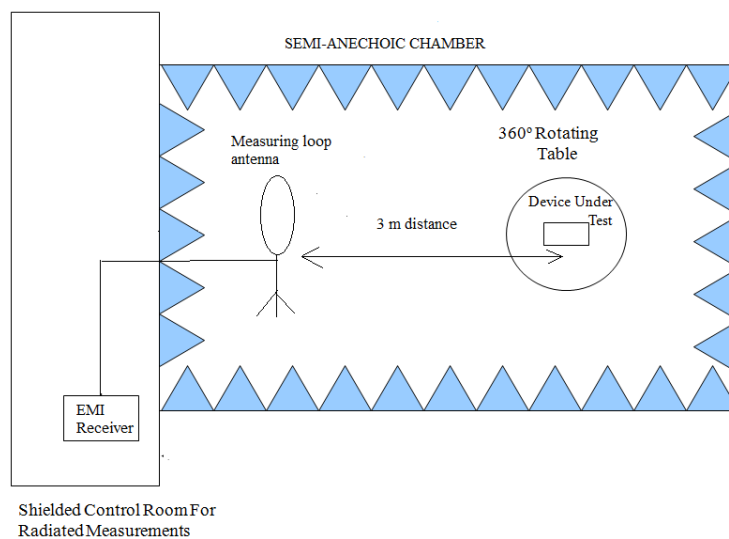 SEMI-ANECHOIC CHAMBER
Measuring loop
antenna
360º Rotating
Table
Device Under
Test
3 m distance
EMI
Receiver
Shielded Control Room For
Radiated Measurements